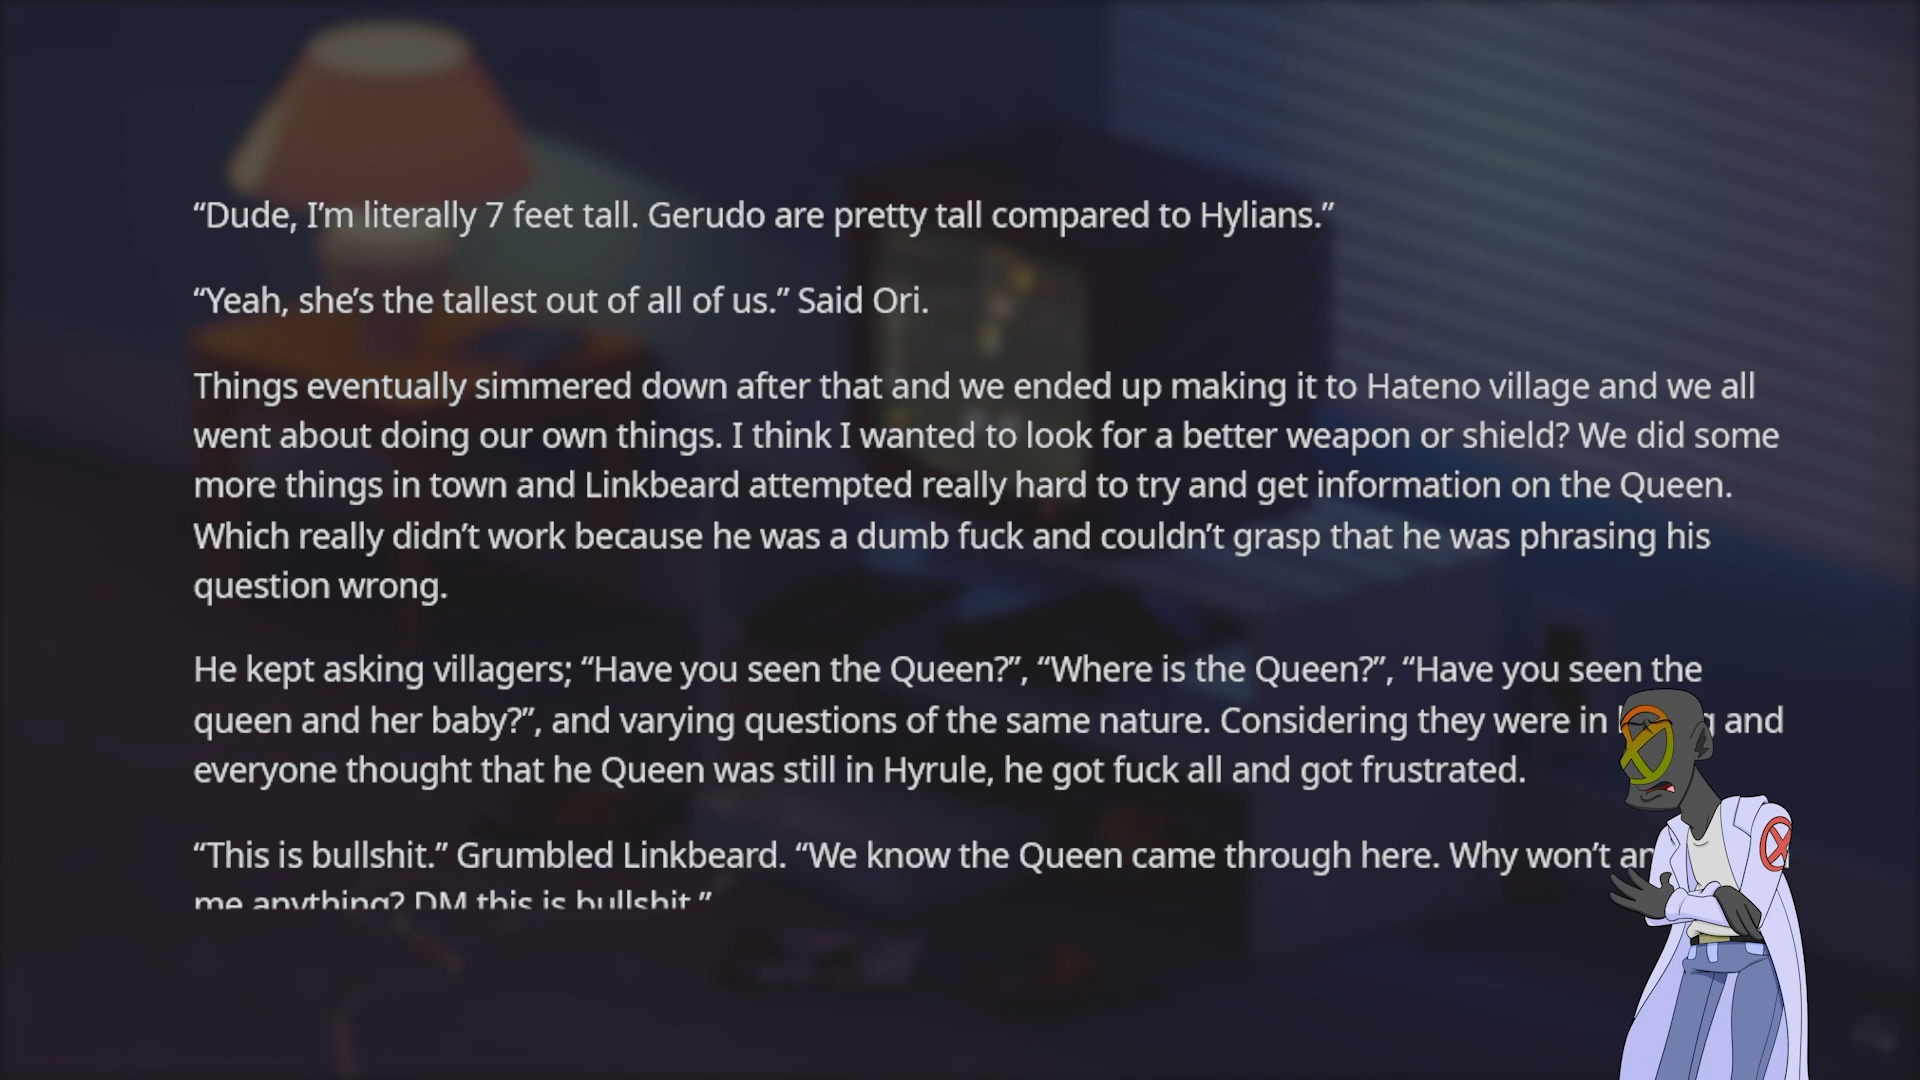 “Dude, I’m literally 7 feet tall. Gerudo are pretty tall compared to Hylians.”
“Yeah, she’s the tallest out of all of us.” Said Ori.
Things eventually simmered down after that and we ended up making it to Hateno village and we all
went about doing our own things. I think I wanted to look for a better weapon or shield? We did some
more things in town and Linkbeard attempted really hard to try and get information on the Queen.
Which really didn’t work because he was a dumb fuck and couldn’t grasp that he was phrasing his
question wrong.
He kept asking villagers; “Have you seen the Queen?”, “Where is the Queen?”, “Have you seen the
queen and her baby?”, and varying questions of the same nature. Considering they were in and
everyone thought that he Queen was still in Hyrule, he got fuck all and got frustrated.
“This is bullshit.” Grumbled Linkbeard. “We know the Queen came through here. Why won’t
me anything? DM this is bullshit.”